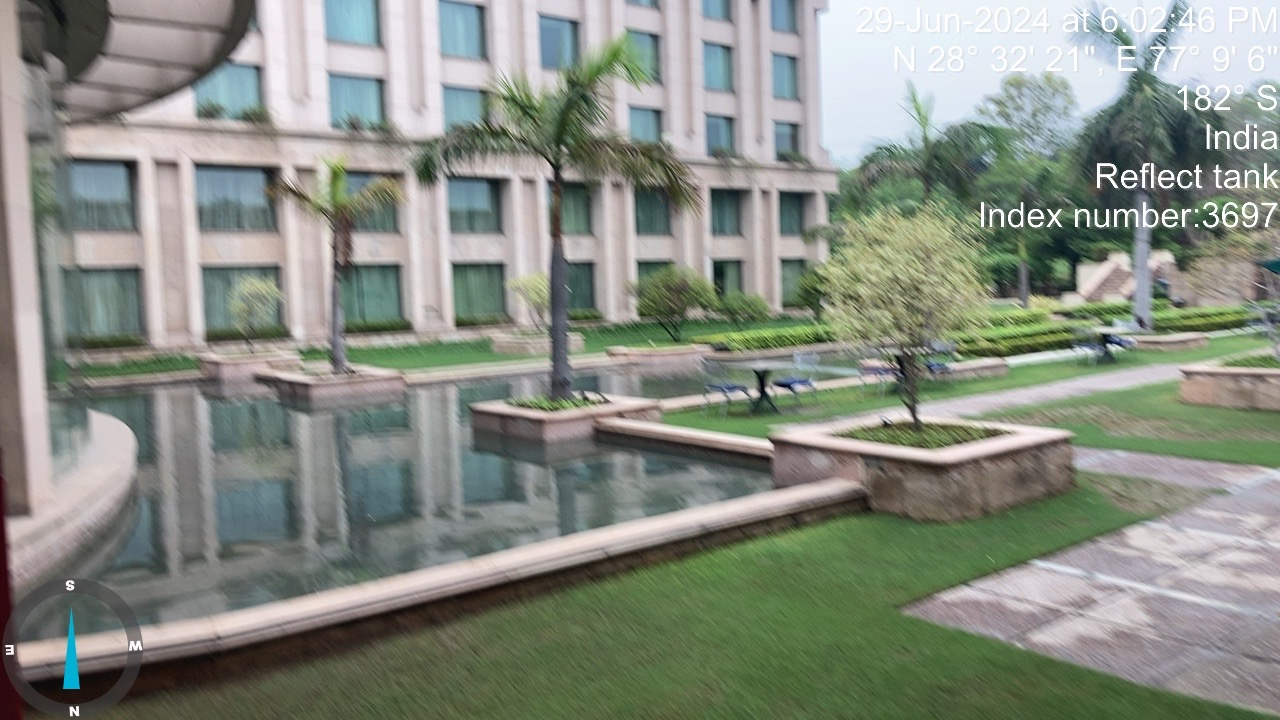 29-Jun-2024 at 6:02:46 PM
N 28° 32' 21", E 77° 9' 6"
182° S
India
Reflect tank
Index number:3697
S
E
W
N